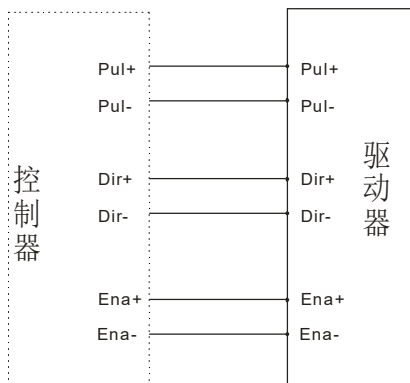 Pul+ Pul+
Pul- Pul-
Dir+ Dir+
Dir- Dir-
Ena+ Ena+
Ena- Ena-
控制器
驱动器